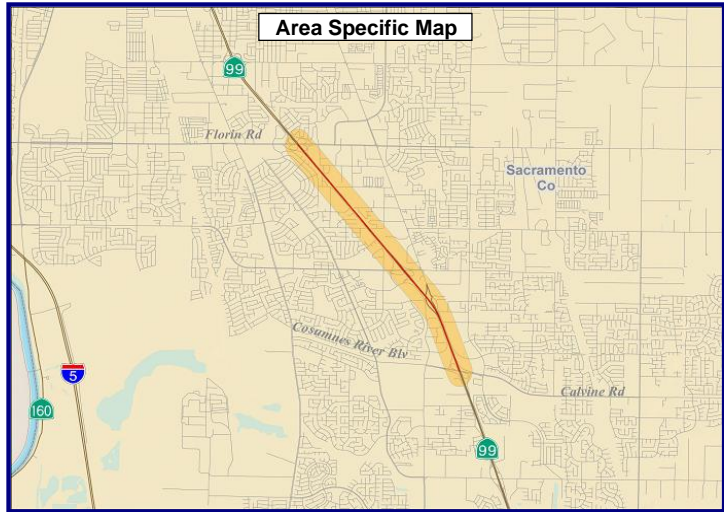 Area Specific Map
99
Florin Rd
Sacramento
Co
Cosumnes River Blv
5
Calvine Rd
160
99